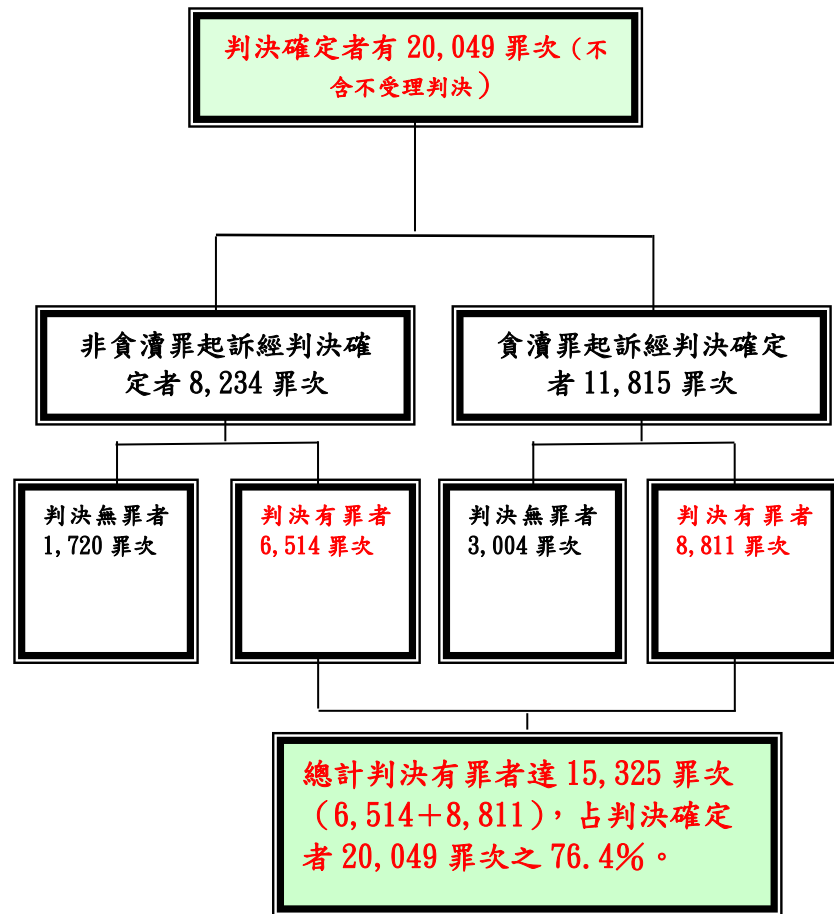 判決確定者有 20,049 罪次（不
含不受理判決）
非貪瀆罪起訴經判決確
定者 8,234 罪次
貪瀆罪起訴經判決確定
者 11,815 罪次
判決無罪者
1,720 罪次
判決有罪者
6,514 罪次
判決無罪者
3,004 罪次
判決有罪者
8,811 罪次
總計判決有罪者達 15,325 罪次
（6,514＋8,811），占判決確定
者 20,049 罪次之 76.4％。